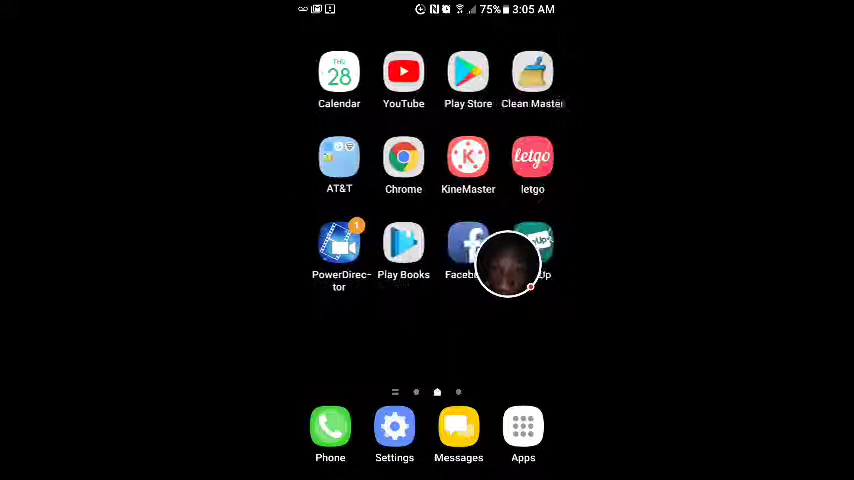 75% 3:05 AM
THU
28
Calendar
YouTube
Play Store
Clean Master
AT&T
Chrome
K
KineMaster
letgo
letgo
1
PowerDirec-
tor
Play Books
f
Phone
Settings
Messages
Apps